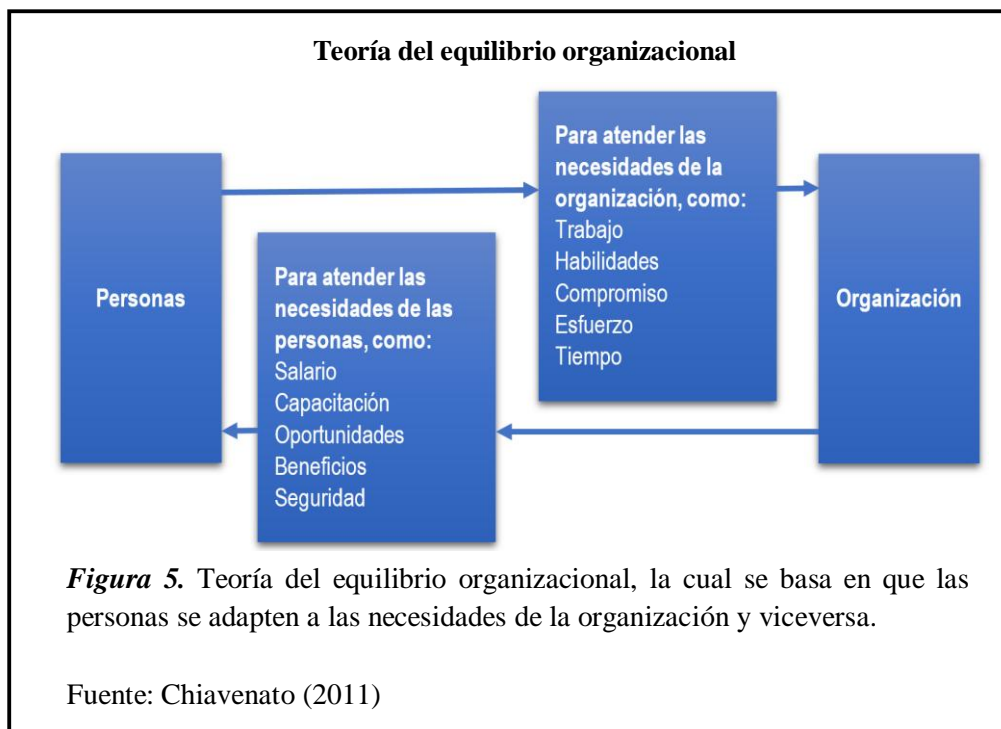 Teoría del equilibrio organizacional
Personas
Para atender las
necesidades de las
personas, como:
Salario
Capacitación
Oportunidades
Beneficios
Seguridad
Para atender las
necesidades de la
organización, como:
Trabajo
Habilidades
Compromiso
Esfuerzo
Tiempo
Organización
Figura 5. Teoría del equilibrio organizacional, la cual se basa en que las
personas se adapten a las necesidades de la organización y viceversa.
Fuente: Chiavenato (2011)